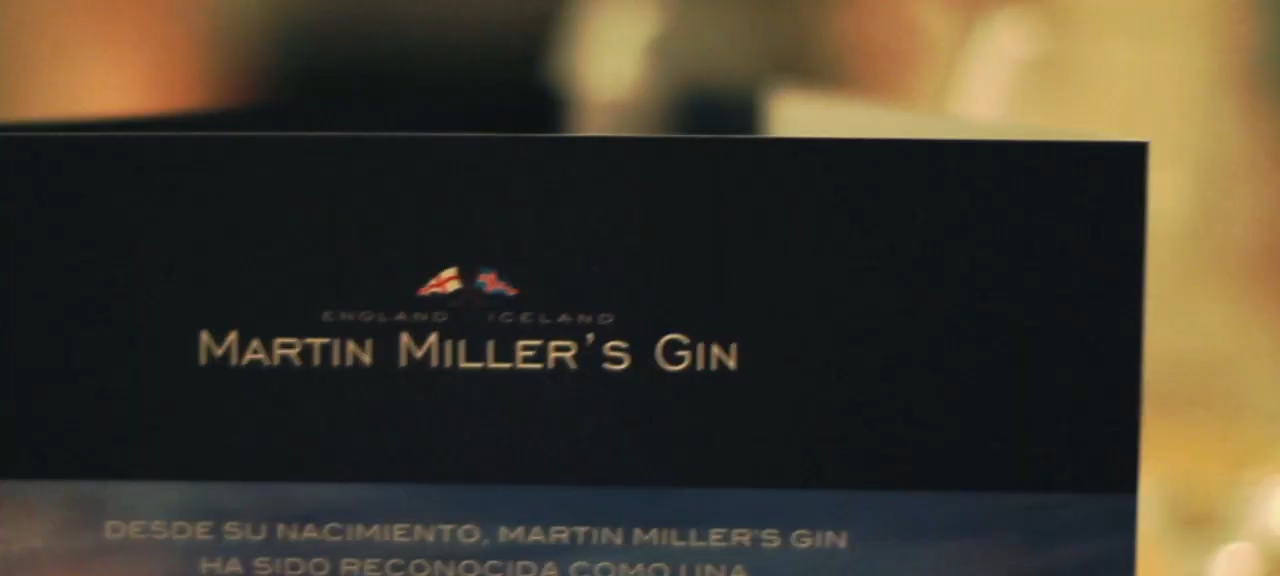 ENGLAND ICELAND
MARTIN MILLER'S GIN
DESDE SU NACIMIENTO, MARTIN MILLER'S GIN
HA SIDO RECONOCIDA COMO UNA